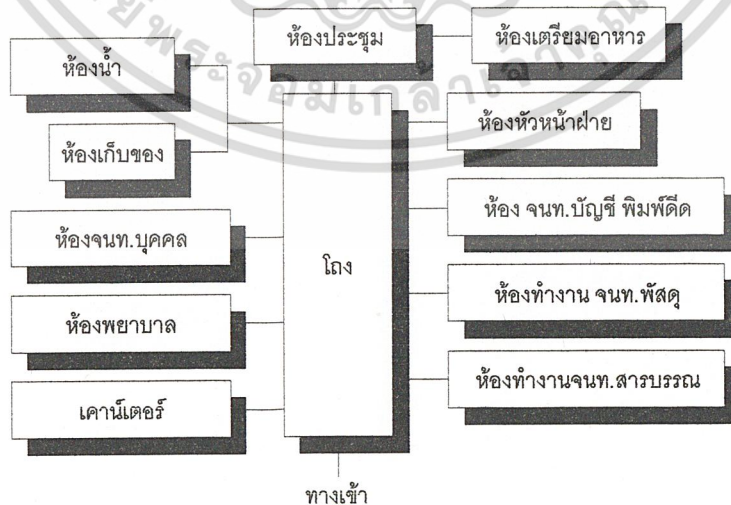 ห้องประชุม
ห้องเตรียมอาหาร
ห้องน้ำ
ห้องหัวหน้าฝ่าย
ห้องเก็บของ
ห้อง จนท.บัญชี พิมพ์ดีด
ห้องจนท.บุคคล
โถง
ห้องทำงาน จนท.พัสดุ
ห้องพยาบาล
ห้องทำงานจนท.สารบรรณ
เคาน์เตอร์
ทางเข้า